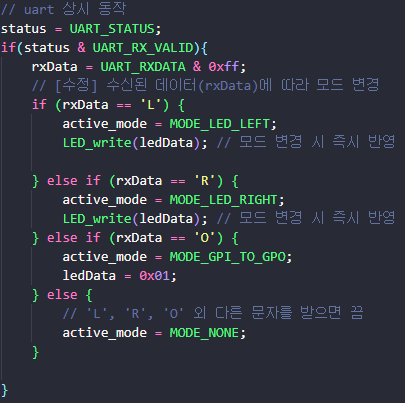 // uart 상시 동작
status = UART_STATUS;
if(status & UART_RX_VALID){
    rxData = UART_RXDATA & 0xff;
    // [수정] 수신된 데이터(rxData)에 따라 모드 변경
    if (rxData == 'L') {
        active_mode = MODE_LED_LEFT;
        LED_write(ledData); // 모드 변경 시 즉시 반영
    } else if (rxData == 'R') {
        active_mode = MODE_LED_RIGHT;
        LED_write(ledData); // 모드 변경 시 즉시 반영
    } else if (rxData == 'O') {
        active_mode = MODE_GPI_TO_GPO;
        ledData = 0x01;
    } else {
        // 'L', 'R', 'O' 외 다른 문자를 받으면 끔
        active_mode = MODE_NONE;
    }
}